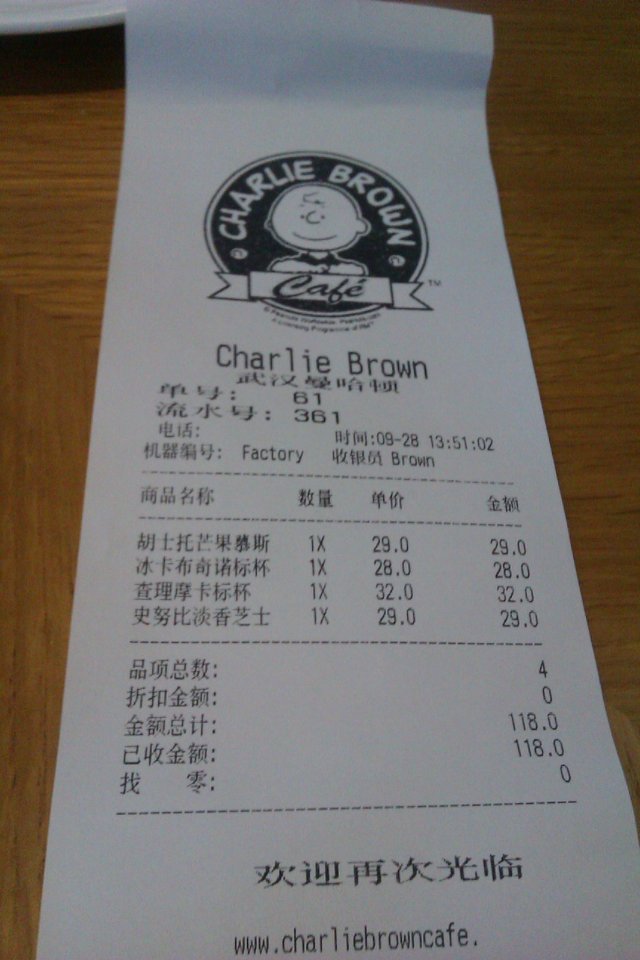 CHARLIE BROWN
Café TM
Charlie Brown
武汉曼哈顿
单号: 61
流水号: 361
电话: 时间:09-28 13:51:02
机器编号: Factory 收银员 Brown
商品名称 数量 单价 金额
胡士托芒果慕斯 1X 29.0 29.0
冰卡布奇诺标杯 1X 28.0 28.0
查理摩卡标杯 1X 32.0 32.0
史努比淡香芝士 1X 29.0 29.0
品项总数: 4
折扣金额: 0
金额总计: 118.0
已收金额: 118.0
找 零: 0
欢迎再次光临
www.charliebrowncafe.